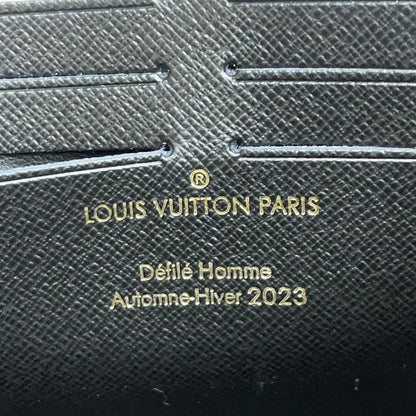 ®
LOUIS VUITTON PARIS
Défilé Homme
Automne-Hiver 2023